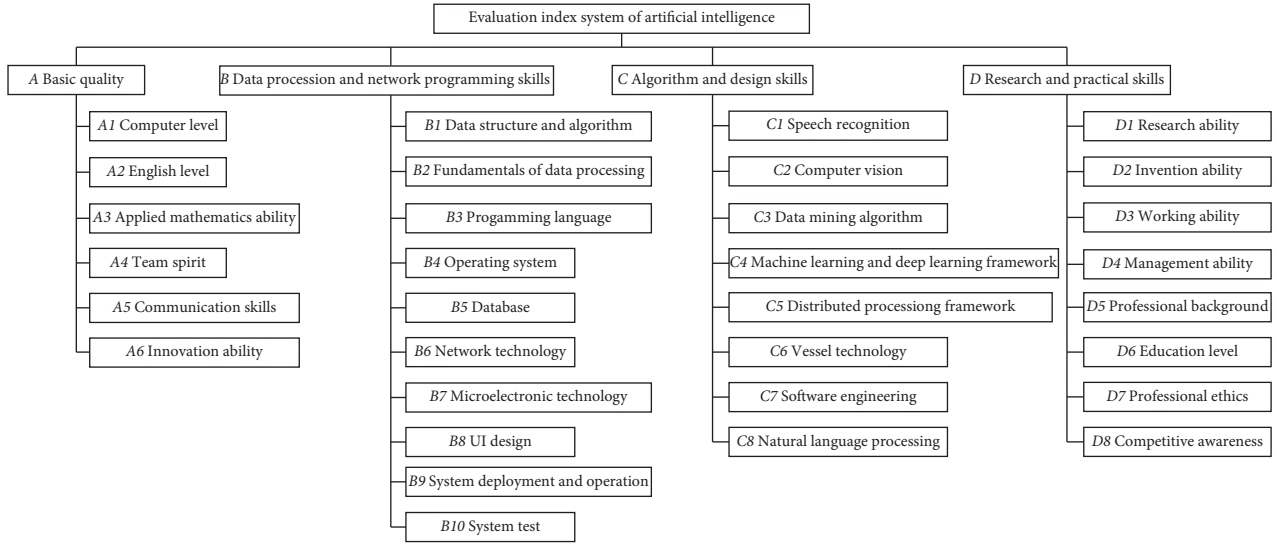 Evaluation index system of artificial intelligence
A Basic quality
A1 Computer level
A2 English level
A3 Applied mathematics ability
A4 Team spirit
A5 Communication skills
A6 Innovation ability
B Data procession and network programming skills
B1 Data structure and algorithm
B2 Fundamentals of data processing
B3 Progamming language
B4 Operating system
B5 Database
B6 Network technology
B7 Microelectronic technology
B8 UI design
B9 System deployment and operation
B10 System test
C Algorithm and design skills
C1 Speech recognition
C2 Computer vision
C3 Data mining algorithm
C4 Machine learning and deep learning framework
C5 Distributed processiong framework
C6 Vessel technology
C7 Software engineering
C8 Natural language processing
D Research and practical skills
D1 Research ability
D2 Invention ability
D3 Working ability
D4 Management ability
D5 Professional background
D6 Education level
D7 Professional ethics
D8 Competitive awareness